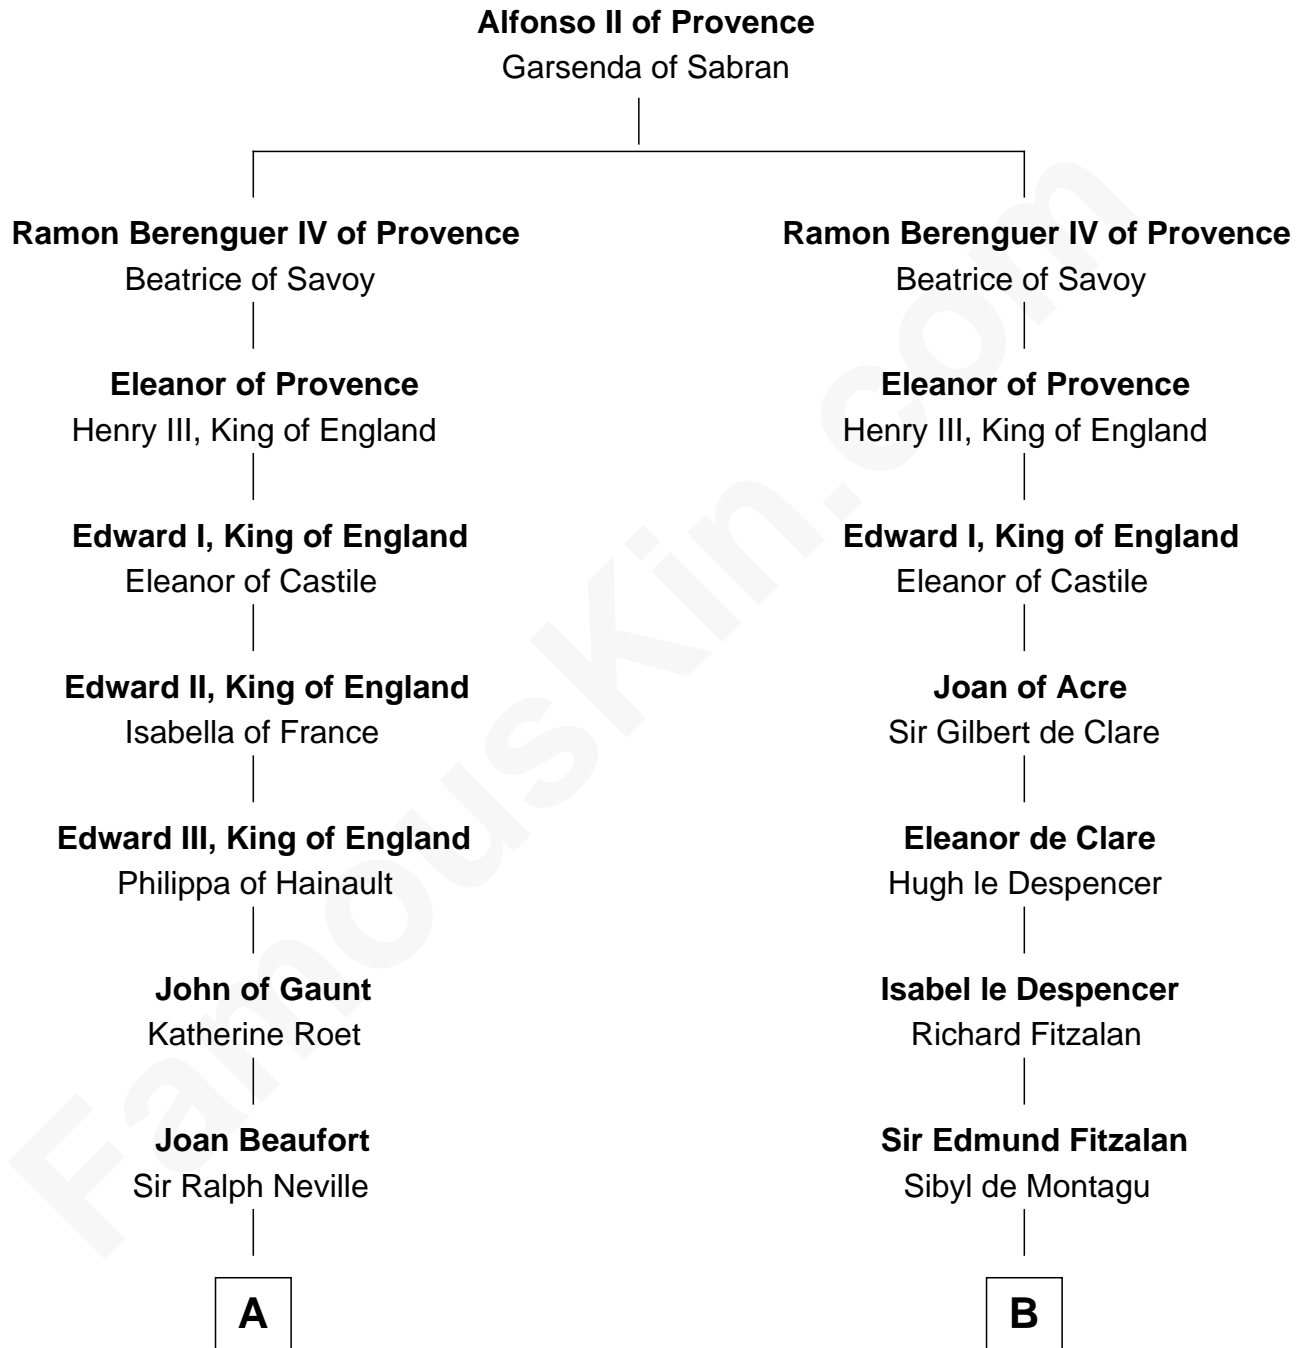 Alfonso II of Provence
Garsenda of Sabran
Ramon Berenguer IV of Provence
Beatrice of Savoy
Eleanor of Provence
Henry III, King of England
Edward I, King of England
Eleanor of Castile
Edward II, King of England
Isabella of France
Edward III, King of England
Philippa of Hainault
John of Gaunt
Katherine Roet
Joan Beaufort
Sir Ralph Neville
A
Ramon Berenguer IV of Provence
Beatrice of Savoy
Eleanor of Provence
Henry III, King of England
Edward I, King of England
Eleanor of Castile
Joan of Acre
Sir Gilbert de Clare
Eleanor de Clare
Hugh le Despencer
Isabel le Despencer
Richard Fitzalan
Sir Edmund Fitzalan
Sibyl de Montagu
B
FamousKin.com